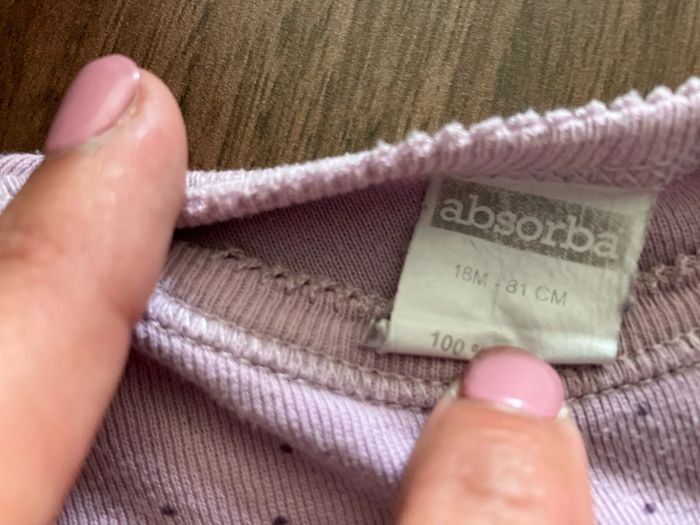 absorba
18M - 81 CM
100 %